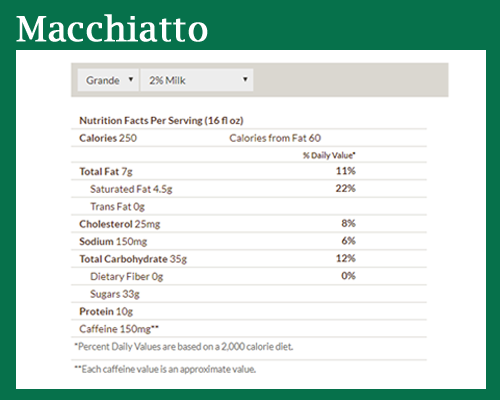 Macchiatto
Grande ▼ 2% Milk ▼
Nutrition Facts Per Serving (16 fl oz)
Calories 250 Calories from Fat 60
% Daily Value*
Total Fat 7g 11%
Saturated Fat 4.5g 22%
Trans Fat 0g
Cholesterol 25mg 8%
Sodium 150mg 6%
Total Carbohydrate 35g 12%
Dietary Fiber 0g 0%
Sugars 33g
Protein 10g
Caffeine 150mg**
*Percent Daily Values are based on a 2,000 calorie diet.
**Each caffeine value is an approximate value.